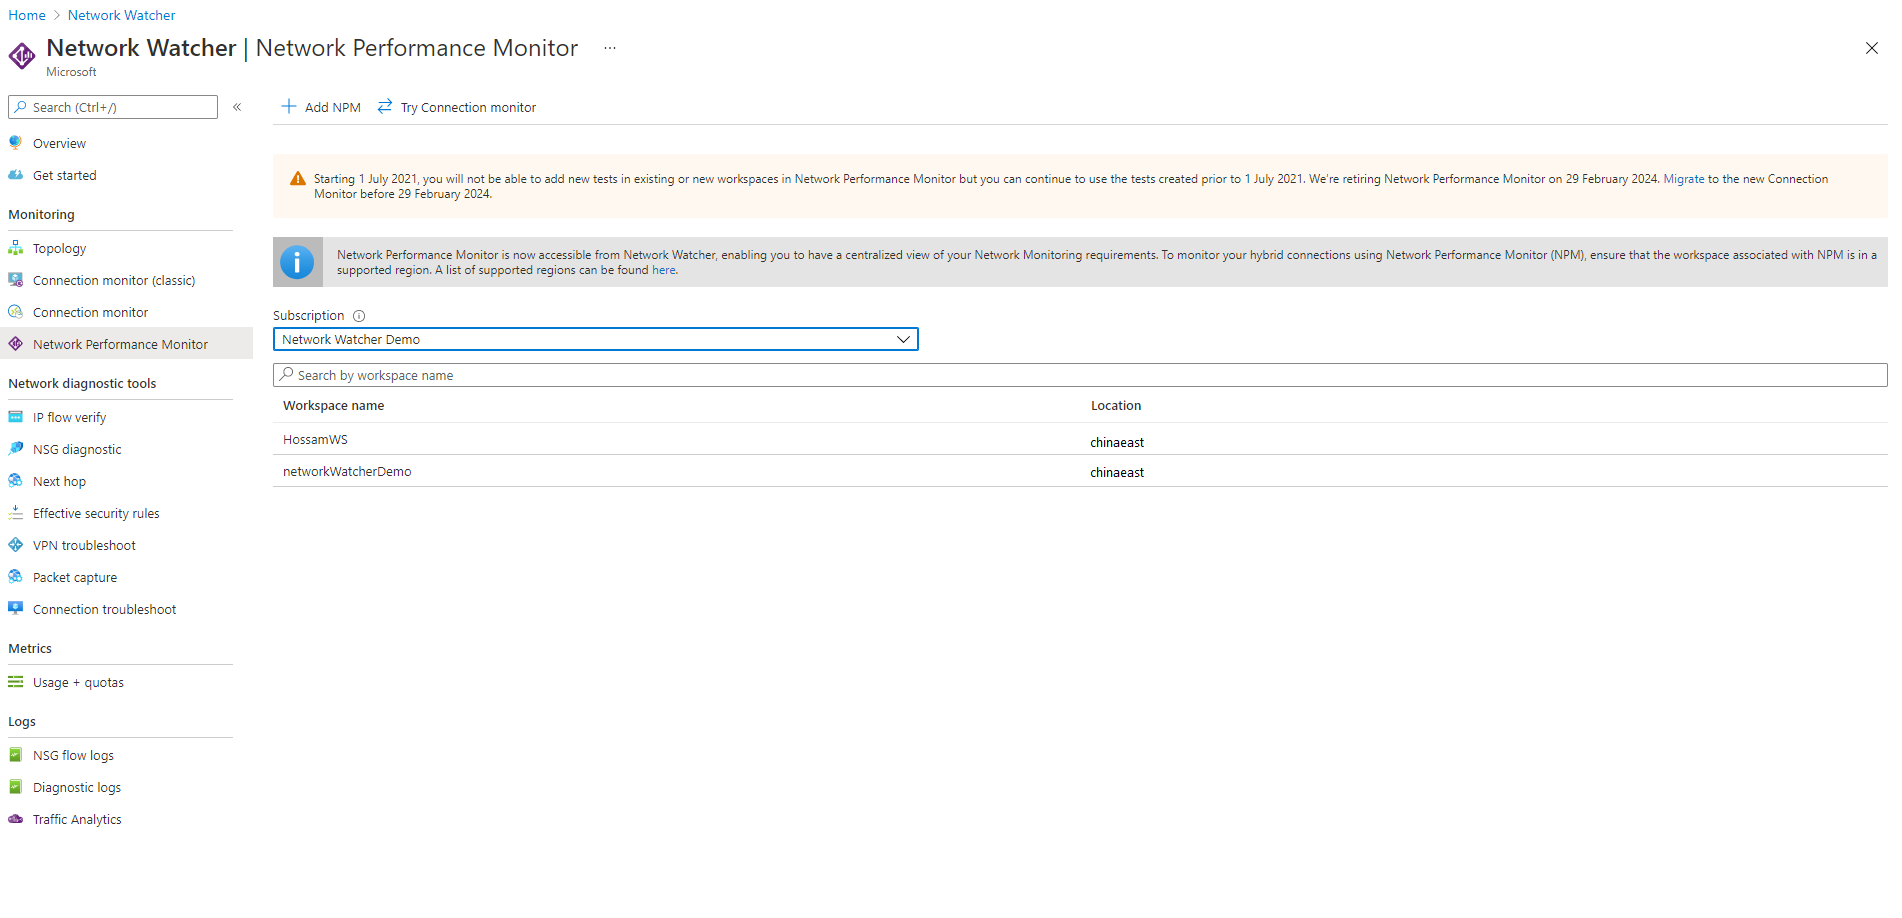 Home > Network Watcher
Network Watcher | Network Performance Monitor ...
Microsoft
Search (Ctrl+/)
«
Overview
Get started
Monitoring
Topology
Connection monitor (classic)
Connection monitor
Network Performance Monitor
Network diagnostic tools
IP flow verify
NSG diagnostic
Next hop
Effective security rules
VPN troubleshoot
Packet capture
Connection troubleshoot
Metrics
Usage + quotas
Logs
NSG flow logs
Diagnostic logs
Traffic Analytics
Add NPM Try Connection monitor
Starting 1 July 2021, you will not be able to add new tests in existing or new workspaces in Network Performance Monitor but you can continue to use the tests created prior to 1 July 2021. We're retiring Network Performance Monitor on 29 February 2024. Migrate to the new Connection
Monitor before 29 February 2024.
Network Performance Monitor is now accessible from Network Watcher, enabling you to have a centralized view of your Network Monitoring requirements. To monitor your hybrid connections using Network Performance Monitor (NPM), ensure that the workspace associated with NPM is in a
supported region. A list of supported regions can be found here.
Subscription
Network Watcher Demo
Search by workspace name
Workspace name Location
HossamWS chinaeast
networkWatcherDemo chinaeast